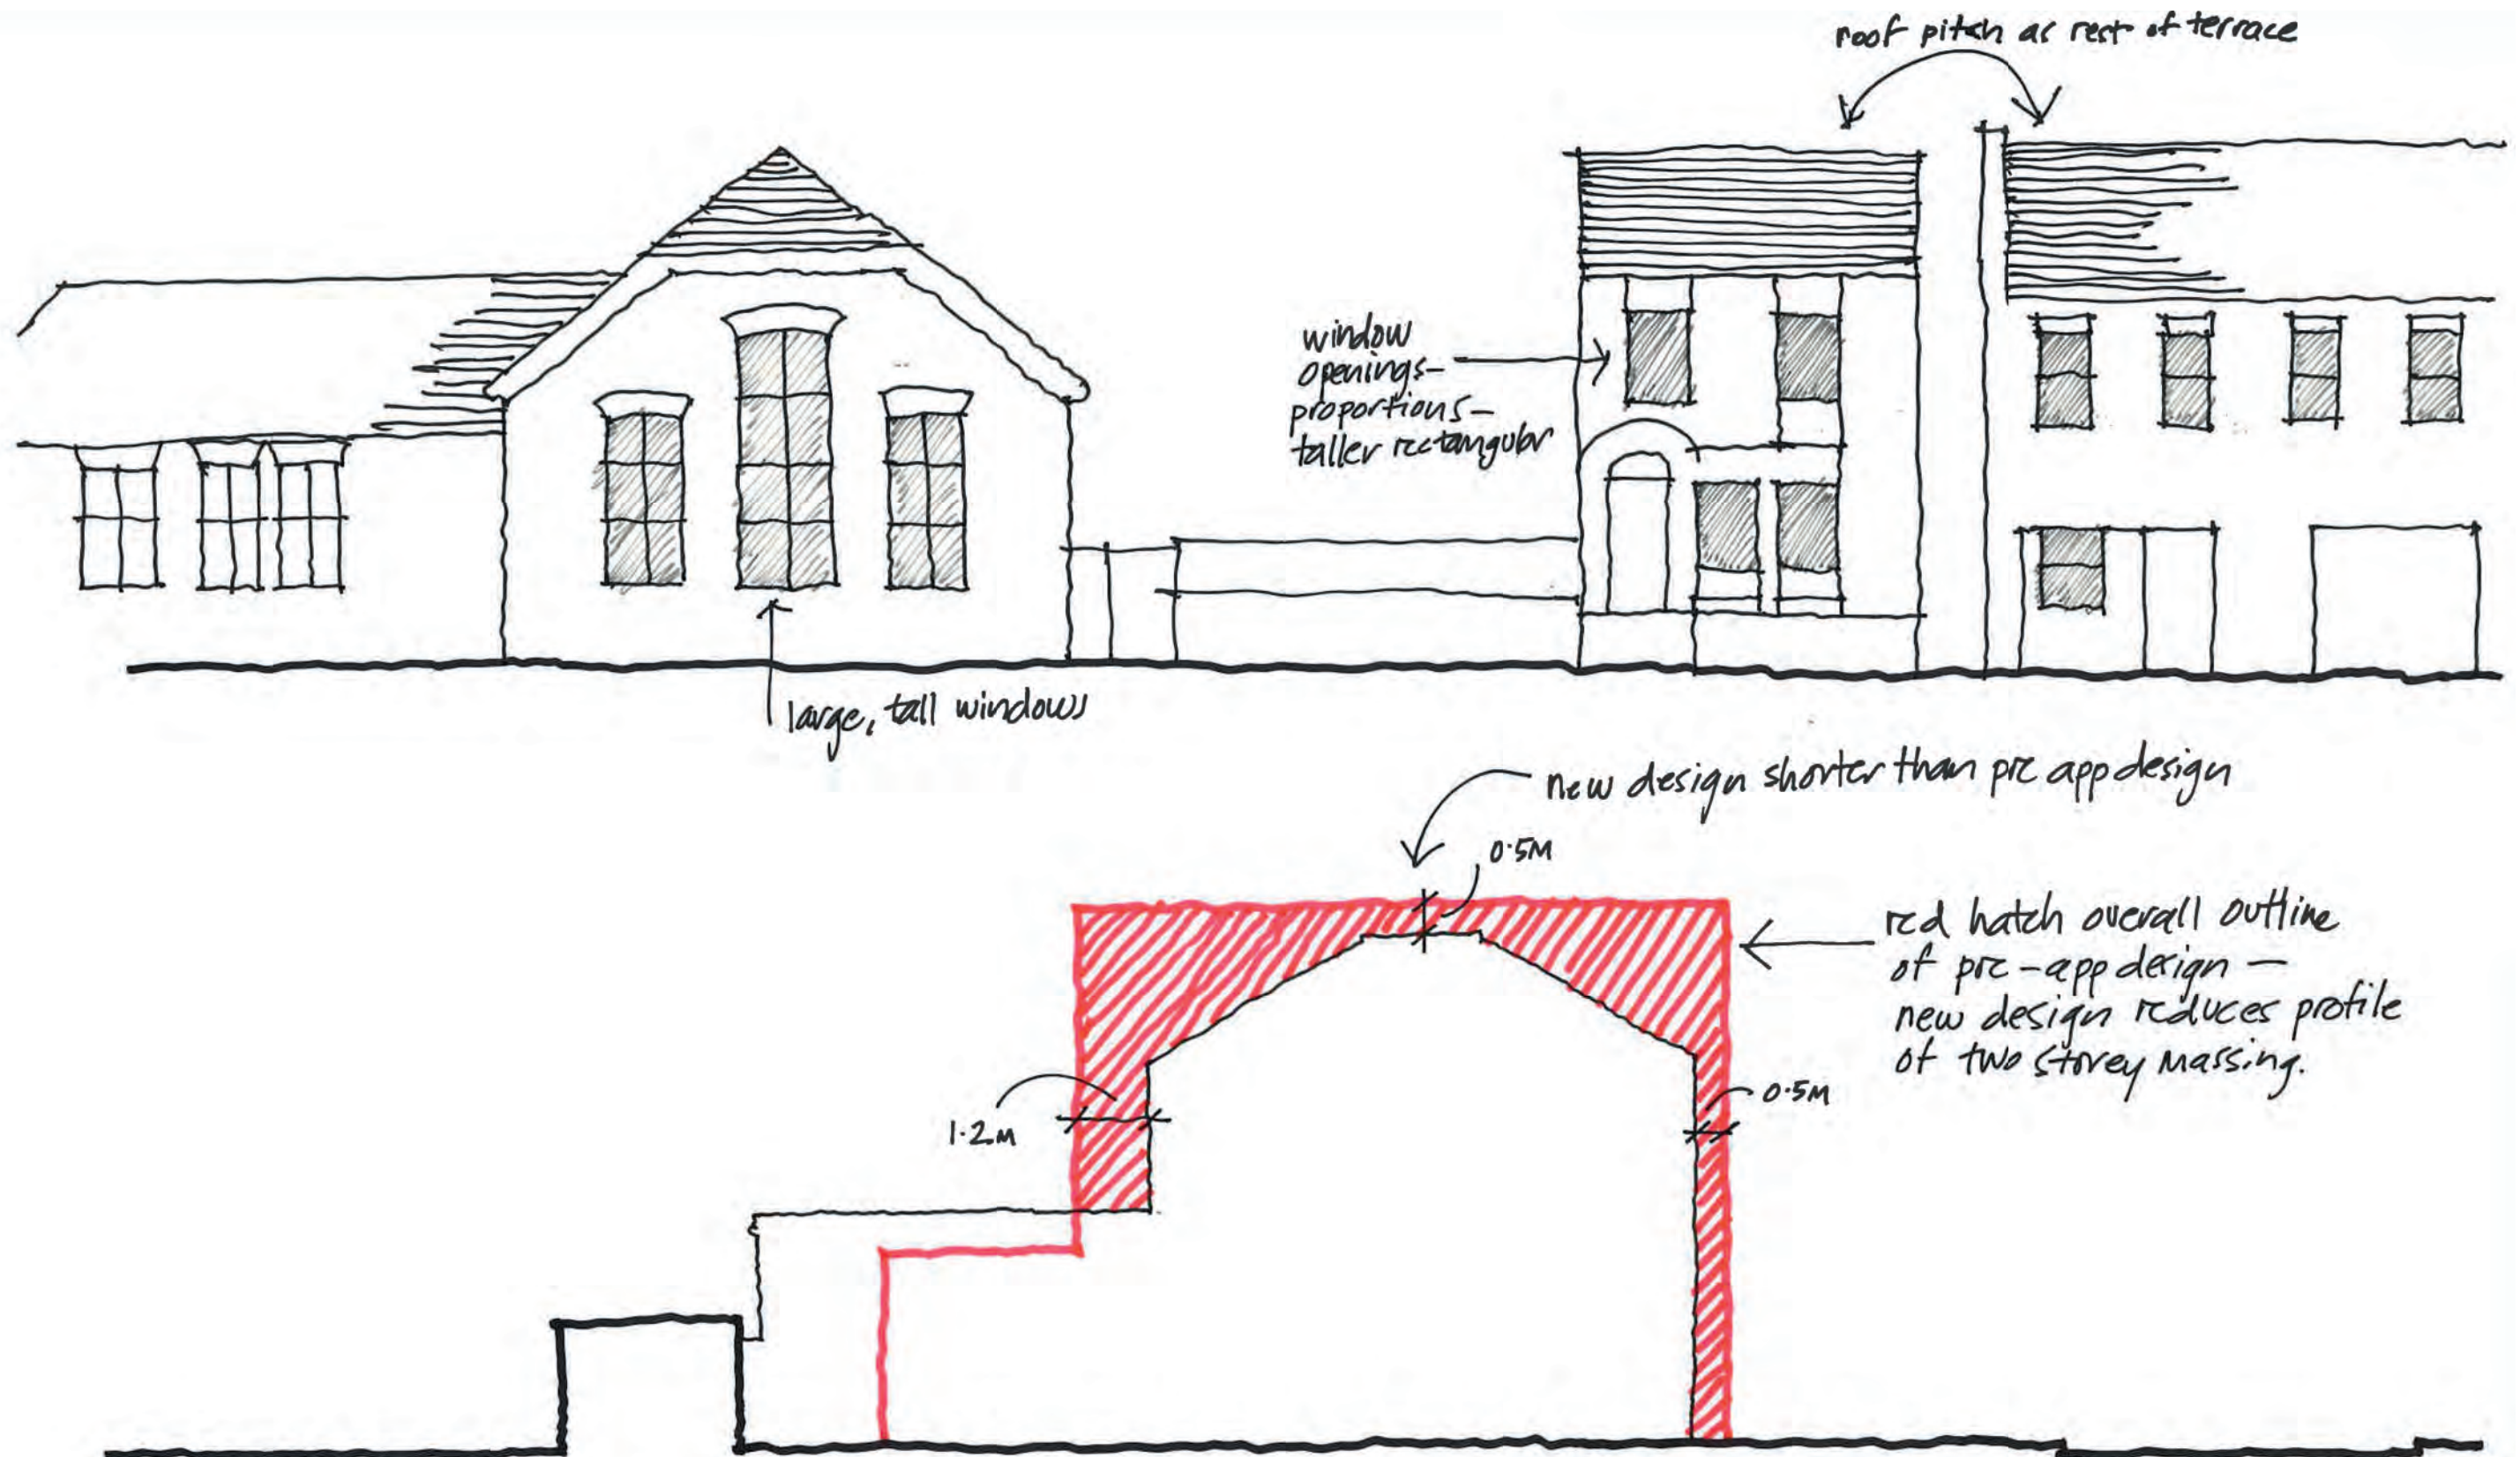 roof pitch as rest of terrace
window
openings-
proportions-
taller rectangular
large, tall windows
new design shorter than pre app design
0.5M
red hatch overall outline
of pre-app design -
new design reduces profile
of two storey massing.
1.2M
0.5M